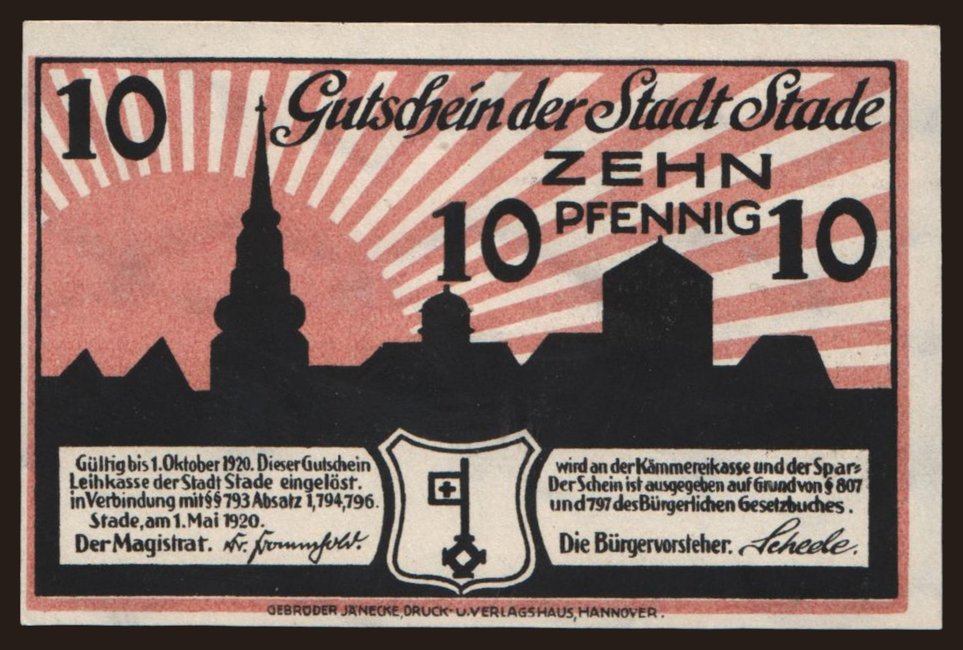 10
Gutschein der Stadt Stade
ZEHN
10 PFENNIG 10
Gültig bis 1. Oktober 1920. Dieser Gutschein wird an der Kämmereikasse und der Spar=
Leihkasse der Stadt Stade eingelöst. Der Schein ist ausgegeben auf Grund von § 807
in Verbindung mit §§ 793 Absatz 1, 794, 796. und 797 des Bürgerlichen Gesetzbuches.
Stade, am 1. Mai 1920.
Der Magistrat. Die Bürgervorsteher. Scheele.
GEBRÜDER JÄNECKE, DRUCK- U. VERLAGSHAUS, HANNOVER.